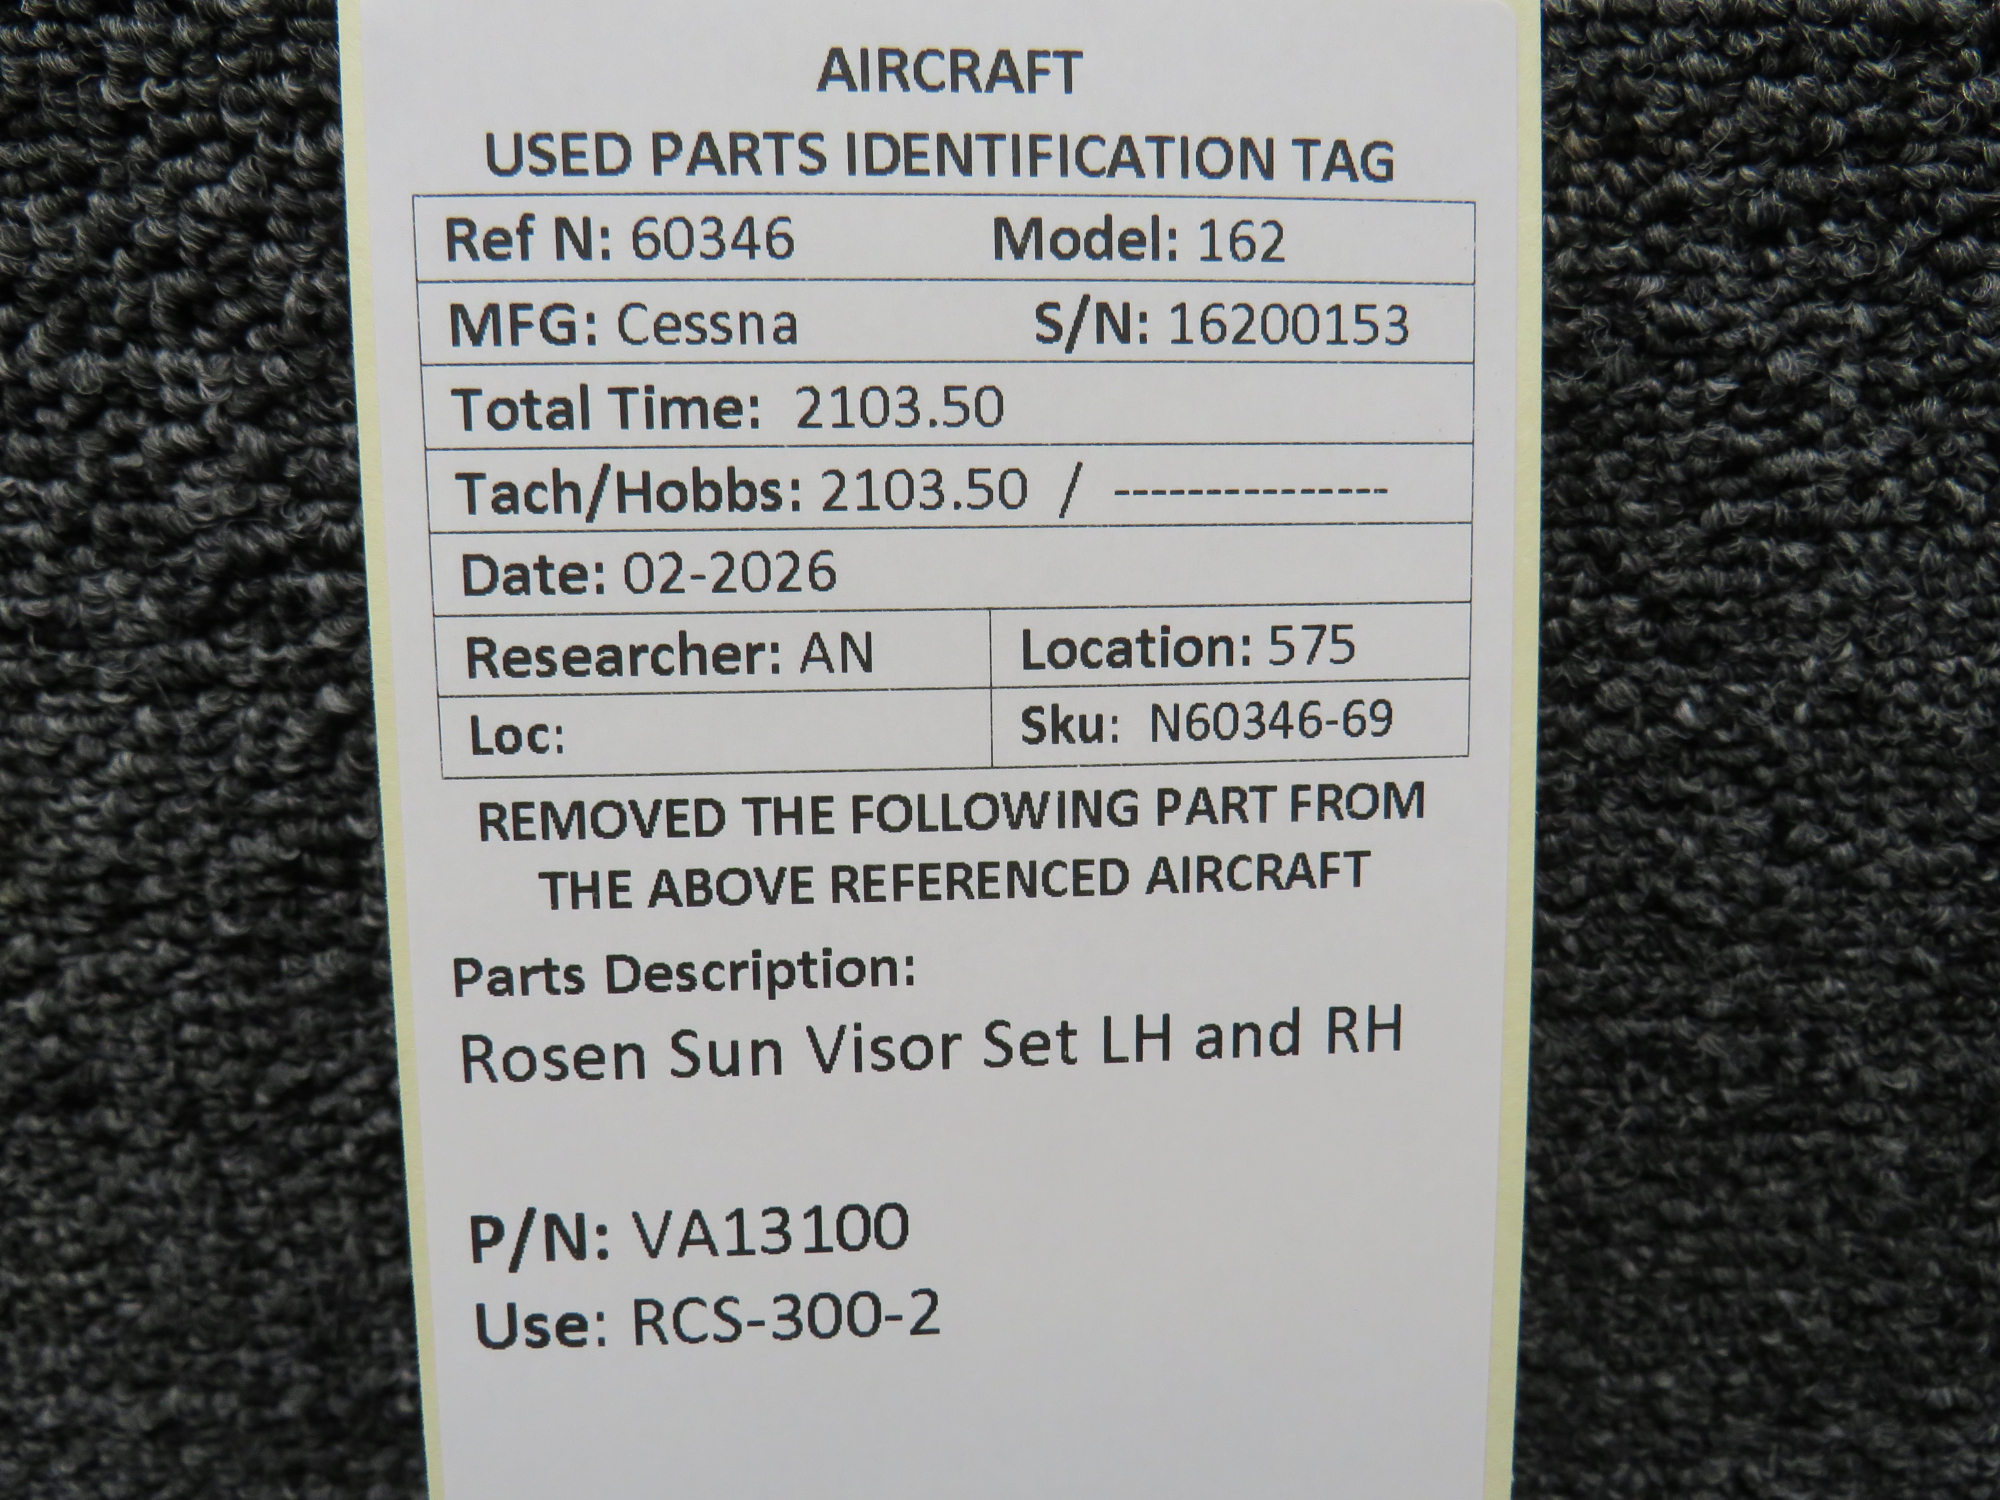 AIRCRAFT
USED PARTS IDENTIFICATION TAG
Ref N: 60346 Model: 162
MFG: Cessna S/N: 16200153
Total Time: 2103.50
Tach/Hobbs: 2103.50 / ---------------
Date: 02-2026
Researcher: AN Location: 575
Loc: Sku: N60346-69
REMOVED THE FOLLOWING PART FROM
THE ABOVE REFERENCED AIRCRAFT
Parts Description:
Rosen Sun Visor Set LH and RH
P/N: VA13100
Use: RCS-300-2